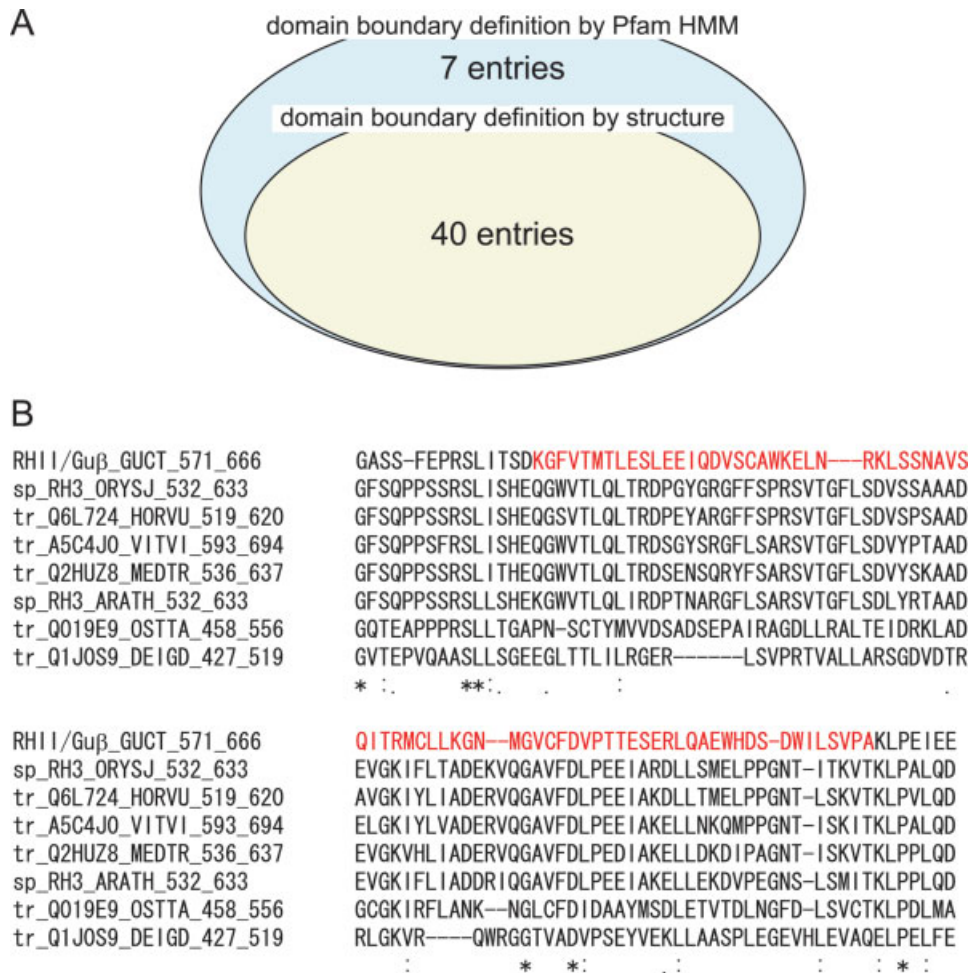 A
domain boundary definition by Pfam HMM
7 entries
domain boundary definition by structure
40 entries
B
RHII/Guβ_GUCT_571_666 GASS-FEPRSLITSDKGFVTMTLESLEEIQDVSCAWKELN---RKLSSNAVS
sp_RH3_ORYSJ_532_633 GFSQPPSSRSLISHEQGWVTLQLTRDPGYGRGFFSPRSVTGFLSDVSSAAAD
tr_Q6L724_HORVU_519_620 GFSQPPSSRSLISHEQGSVTLQLTRDPEYARGFFSPRSVTGFLSDVSPSAAD
tr_A5C4J0_VITVI_593_694 GFSQPPSFRSLISHEQGWVTLQLTRDSGYSRGFLSARSVTGFLSDVYPTAAD
tr_Q2HUZ8_MEDTR_536_637 GFSQPPSSRSLITHEQGWVTLQLTRDSENSQRYFSARSVTGFLSDVYSKAAD
sp_RH3_ARATH_532_633 GFSQPPSSRSLLSHEKGWVTLQLIRDPTNARGFLSARSVTGFLSDLYRTAAD
tr_Q019E9_OSTTA_458_556 GQTEAPPPRSLLTGAPN-SCTYMVVDSADSEPAIRAGDLLRALTEIDRKLAD
tr_Q1J0S9_DEIGD_427_519 GVTEPVQAASLLSGEEGLTTLILRGER------LSVPRTVALLARSGDVDTR
* :. **:. . : .
RHII/Guβ_GUCT_571_666 QITRMCLLKGN--MGVCFDVPTTESERLQAEWHDS-DWILSVPAKLPEIEE
sp_RH3_ORYSJ_532_633 EVGKIFLTADEKVQGAVFDLPEEIARDLLSMELPPGNT-ITKVTKLPALQD
tr_Q6L724_HORVU_519_620 AVGKIYLIADERVQGAVFDLPEEIAKDLLTMELPPGNT-LSKVTKLPVLQD
tr_A5C4J0_VITVI_593_694 ELGKIYLVADERVQGAVFDLPEEIAKELLNKQMPPGNT-ISKITKLPALQD
tr_Q2HUZ8_MEDTR_536_637 EVGKVHLIADERVQGAVFDLPEDIAKELLDKDIPAGNT-ISKVTKLPPLQD
sp_RH3_ARATH_532_633 EVGKIFLIADDRIQGAVFDLPEEIAKELLEKDVPEGNS-LSMITKLPPLQD
tr_Q019E9_OSTTA_458_556 GCGKIRFLANK--NGLCFDIDAAYMSDLETVTDLNGFD-LSVCTKLPDLMA
tr_Q1J0S9_DEIGD_427_519 RLGKVR----QWRGGTVADVPSEYVEKLLAASPLEGEVHLEVAQELPELFE
: * *: .: : : * :